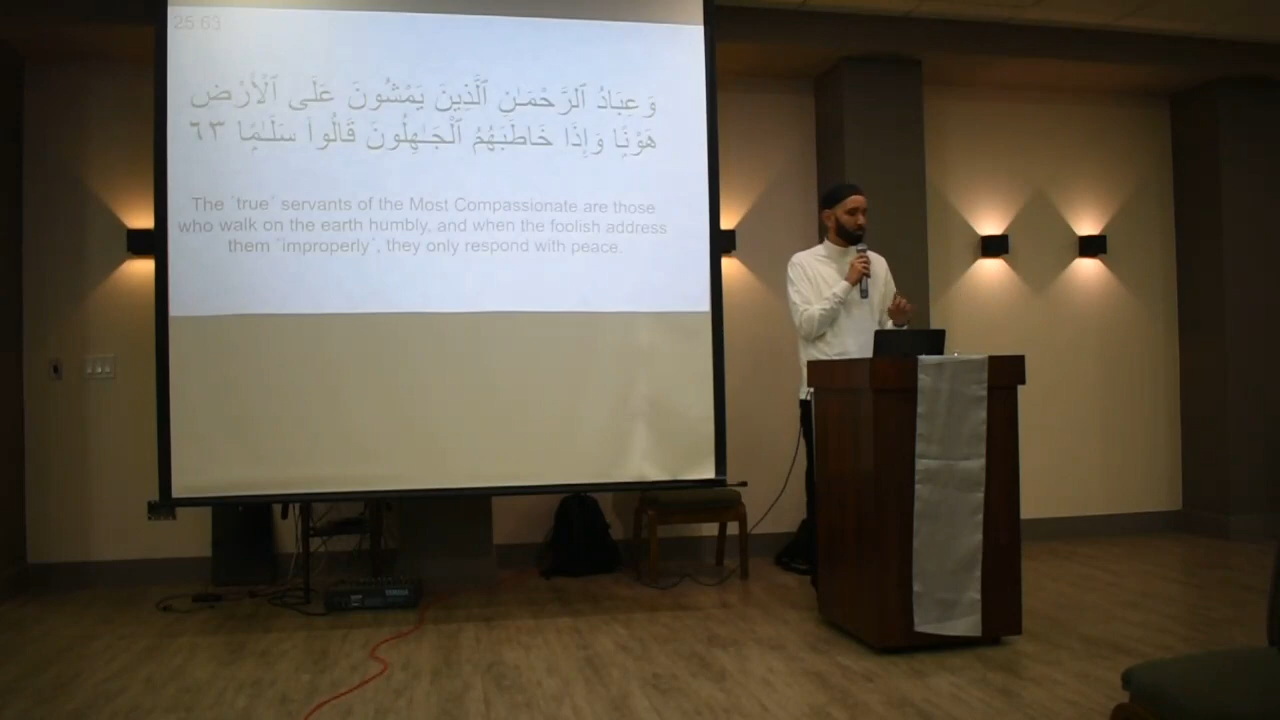 25:63
وَعِبَادُ ٱلرَّحْمَـٰنِ ٱلَّذِينَ يَمْشُونَ عَلَى ٱلْأَرْضِ
هَوْنًۭا وَإِذَا خَاطَبَهُمُ ٱلْجَـٰهِلُونَ قَالُوا۟ سَلَـٰمًۭا ٦٣
The ˹true˺ servants of the Most Compassionate are those
who walk on the earth humbly, and when the foolish address
them ˹improperly˺, they only respond with peace.